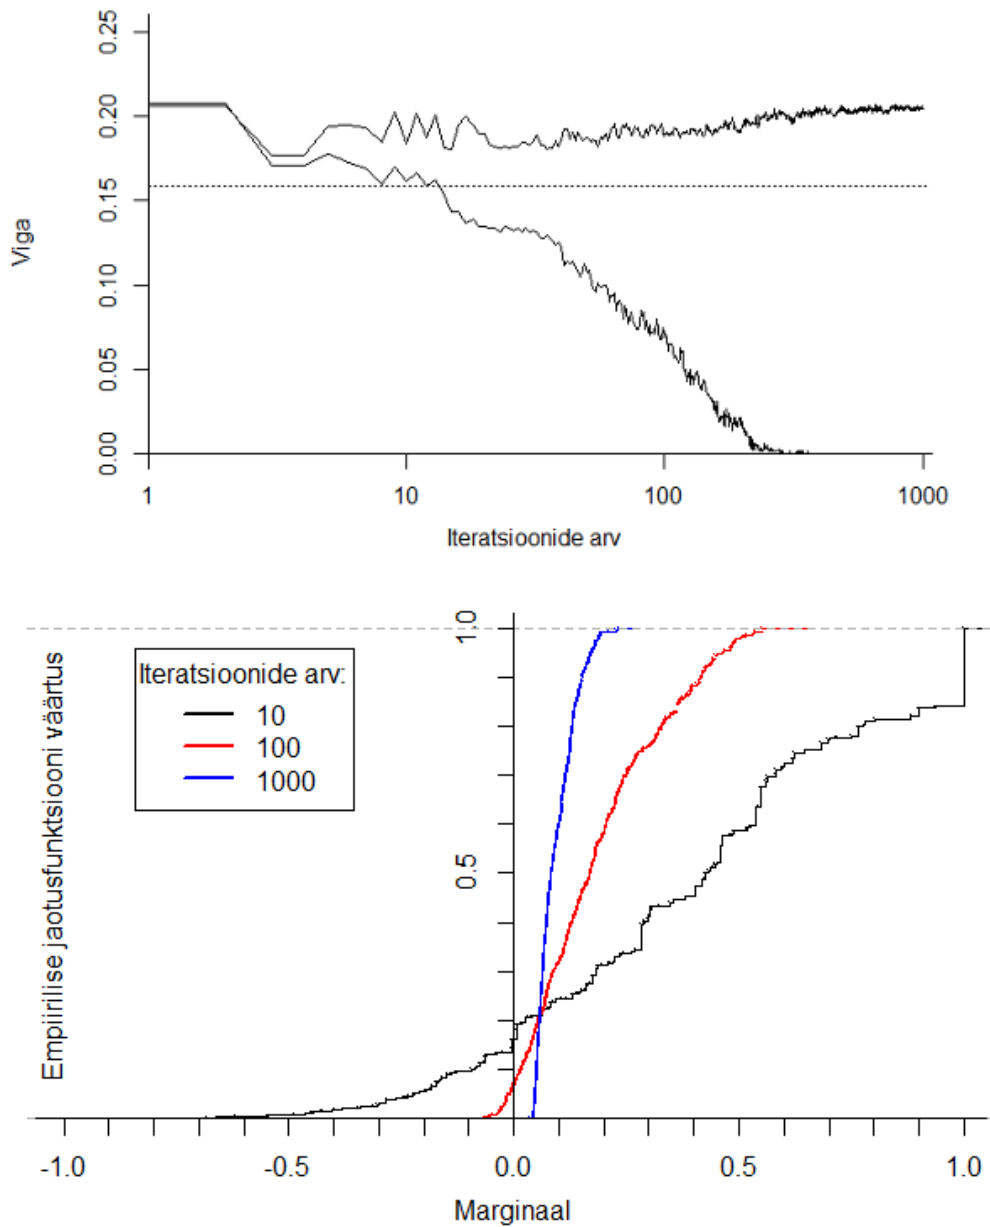 0.25
0.20
0.15
0.10
0.05
0.00
Viga
1 10 100 1000
Iteratsioonide arv
1.0
0.5
Empiirilise jaotusfunktsiooni väärtus
Iteratsioonide arv:
10
100
1000
-1.0 -0.5 0.0 0.5 1.0
Marginaal